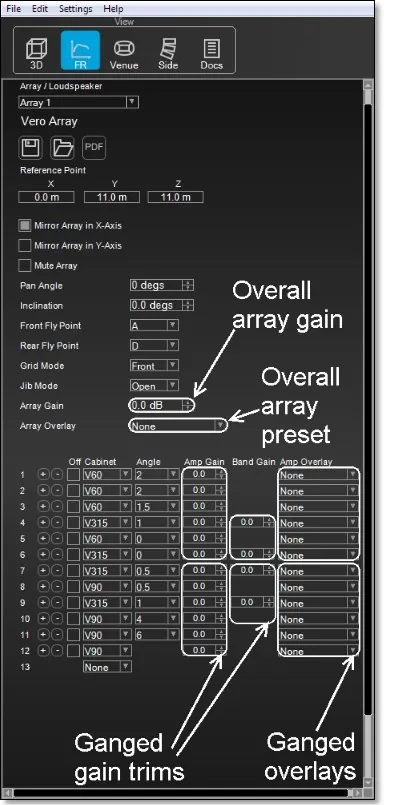 File Edit Settings Help
View
3D FR Venue Side Docs
Array / Loudspeaker
Array 1
Vero Array
PDF
Reference Point
X Y Z
0.0 m 11.0 m 11.0 m
Mirror Array in X-Axis
Mirror Array in Y-Axis
Mute Array
Pan Angle 0 degs
Inclination 0.0 degs
Front Fly Point A
Rear Fly Point D
Grid Mode Front
Jib Mode Open
Array Gain 0.0 dB
Array Overlay None
Overall
array gain
Overall
array
preset
Off Cabinet Angle Amp Gain Band Gain Amp Overlay
1 + - V60 2 0.0 None
2 + - V60 2 0.0 None
3 + - V60 1.5 0.0 None
4 + - V315 1 0.0 0.0 None
5 + - V60 0 0.0 None
6 + - V60 0 0.0 None
7 + - V315 0.5 0.0 0.0 None
8 + - V90 0.5 0.0 None
9 + - V315 1 0.0 0.0 None
10 + - V90 4 0.0 None
11 + - V90 6 0.0 None
12 + - V90 0.0 None
13 None
Ganged
gain trims
Ganged
overlays